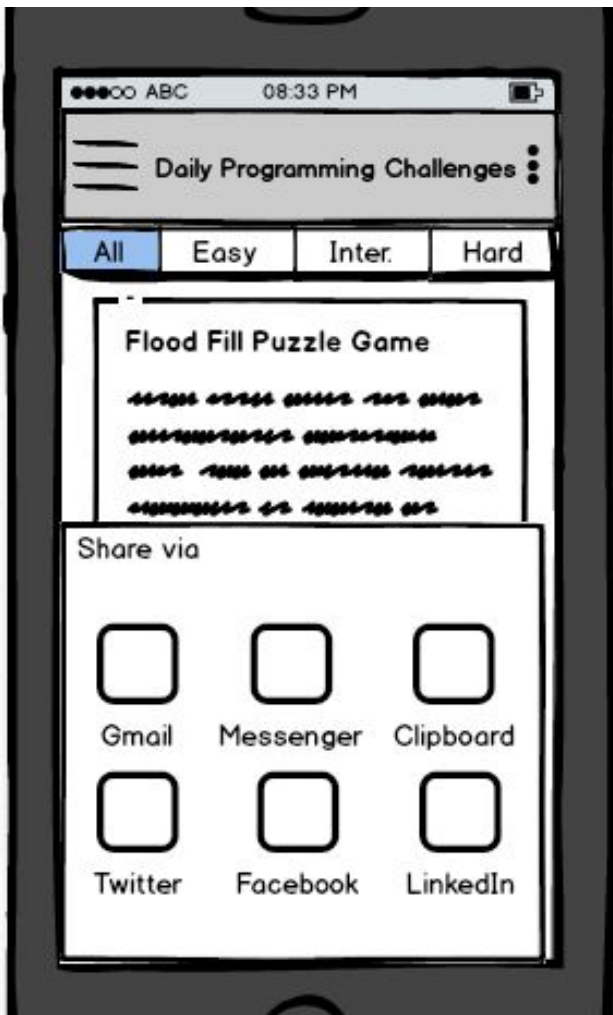 ABC 08:33 PM
Daily Programming Challenges
All Easy Inter. Hard
Flood Fill Puzzle Game
Share via
Gmail Messenger Clipboard
Twitter Facebook LinkedIn